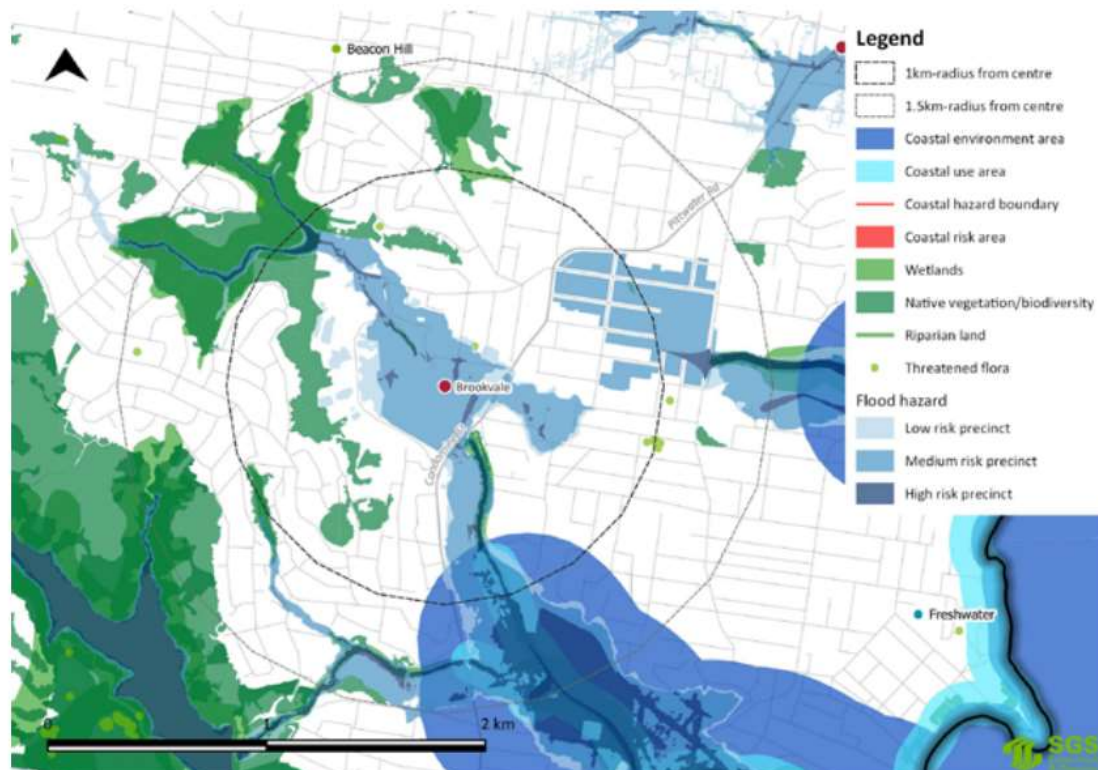 Beacon Hill
Pittwater Rd
Brookvale
Freshwater
0
1
2 km
Legend
1km-radius from centre
1.5km-radius from centre
Coastal environment area
Coastal use area
Coastal hazard boundary
Coastal risk area
Wetlands
Native vegetation/biodiversity
Riparian land
Threatened flora
Flood hazard
Low risk precinct
Medium risk precinct
High risk precinct
SGS